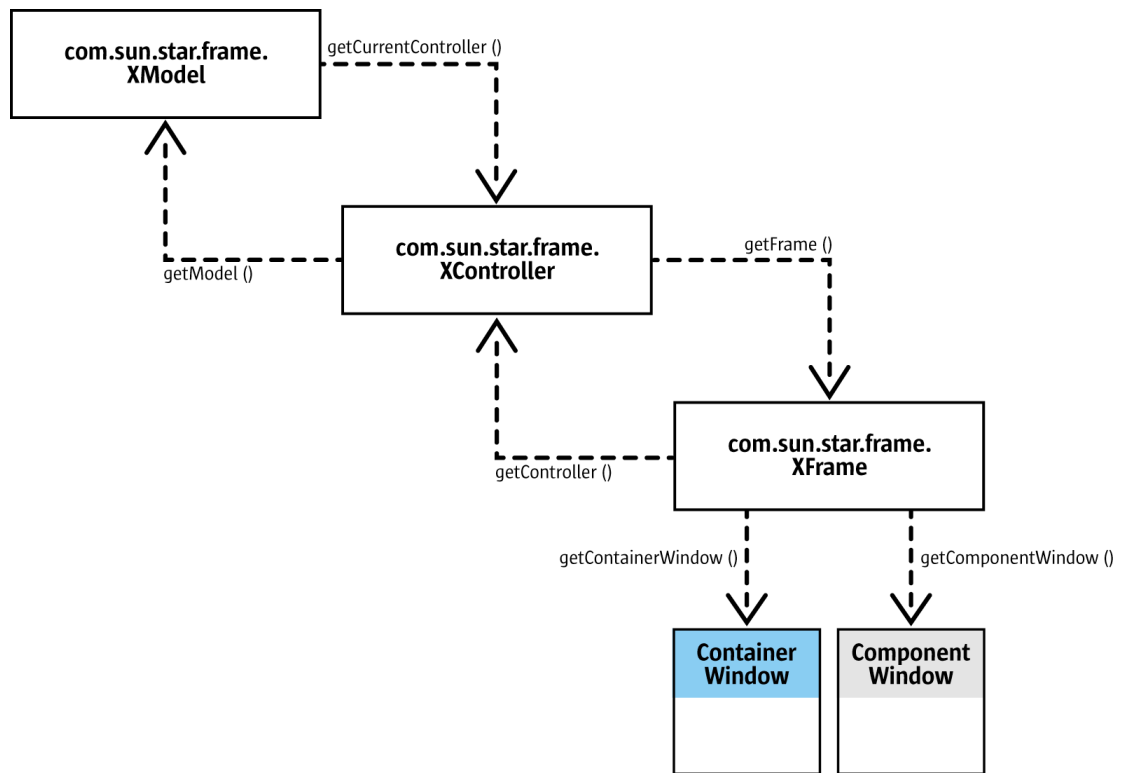 com.sun.star.frame.
XModel
getCurrentController ()
com.sun.star.frame.
XController
getModel ()
getFrame ()
com.sun.star.frame.
XFrame
getController ()
getContainerWindow ()
getComponentWindow ()
Container
Window
Component
Window